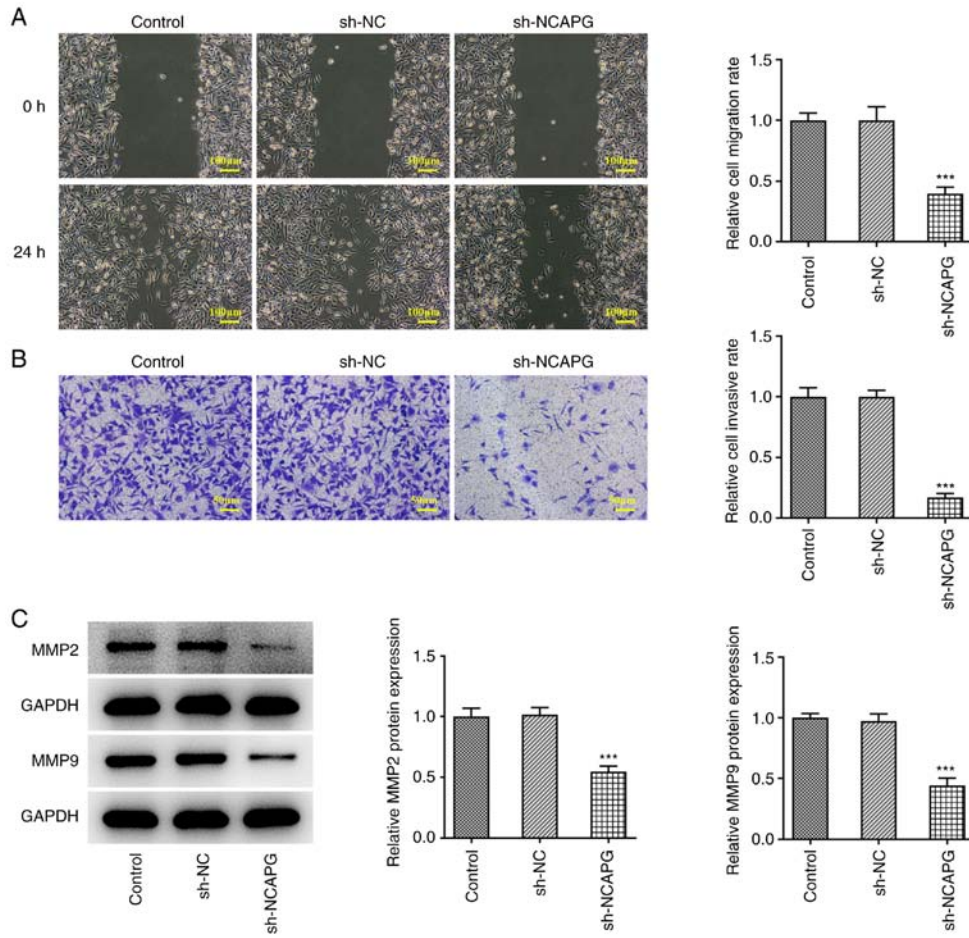 A
Control
sh-NC
sh-NCAPG
0 h
100μm
100μm
100μm
24 h
100μm
100μm
100μm
Relative cell migration rate
1.5
1.0
0.5
0.0
***
Control
sh-NC
sh-NCAPG
B
Control
sh-NC
sh-NCAPG
50μm
50μm
50μm
Relative cell invasive rate
1.5
1.0
0.5
0.0
***
Control
sh-NC
sh-NCAPG
C
MMP2
GAPDH
MMP9
GAPDH
Control
sh-NC
sh-NCAPG
Relative MMP2 protein expression
1.5
1.0
0.5
0.0
***
Control
sh-NC
sh-NCAPG
Relative MMP9 protein expression
1.5
1.0
0.5
0.0
***
Control
sh-NC
sh-NCAPG